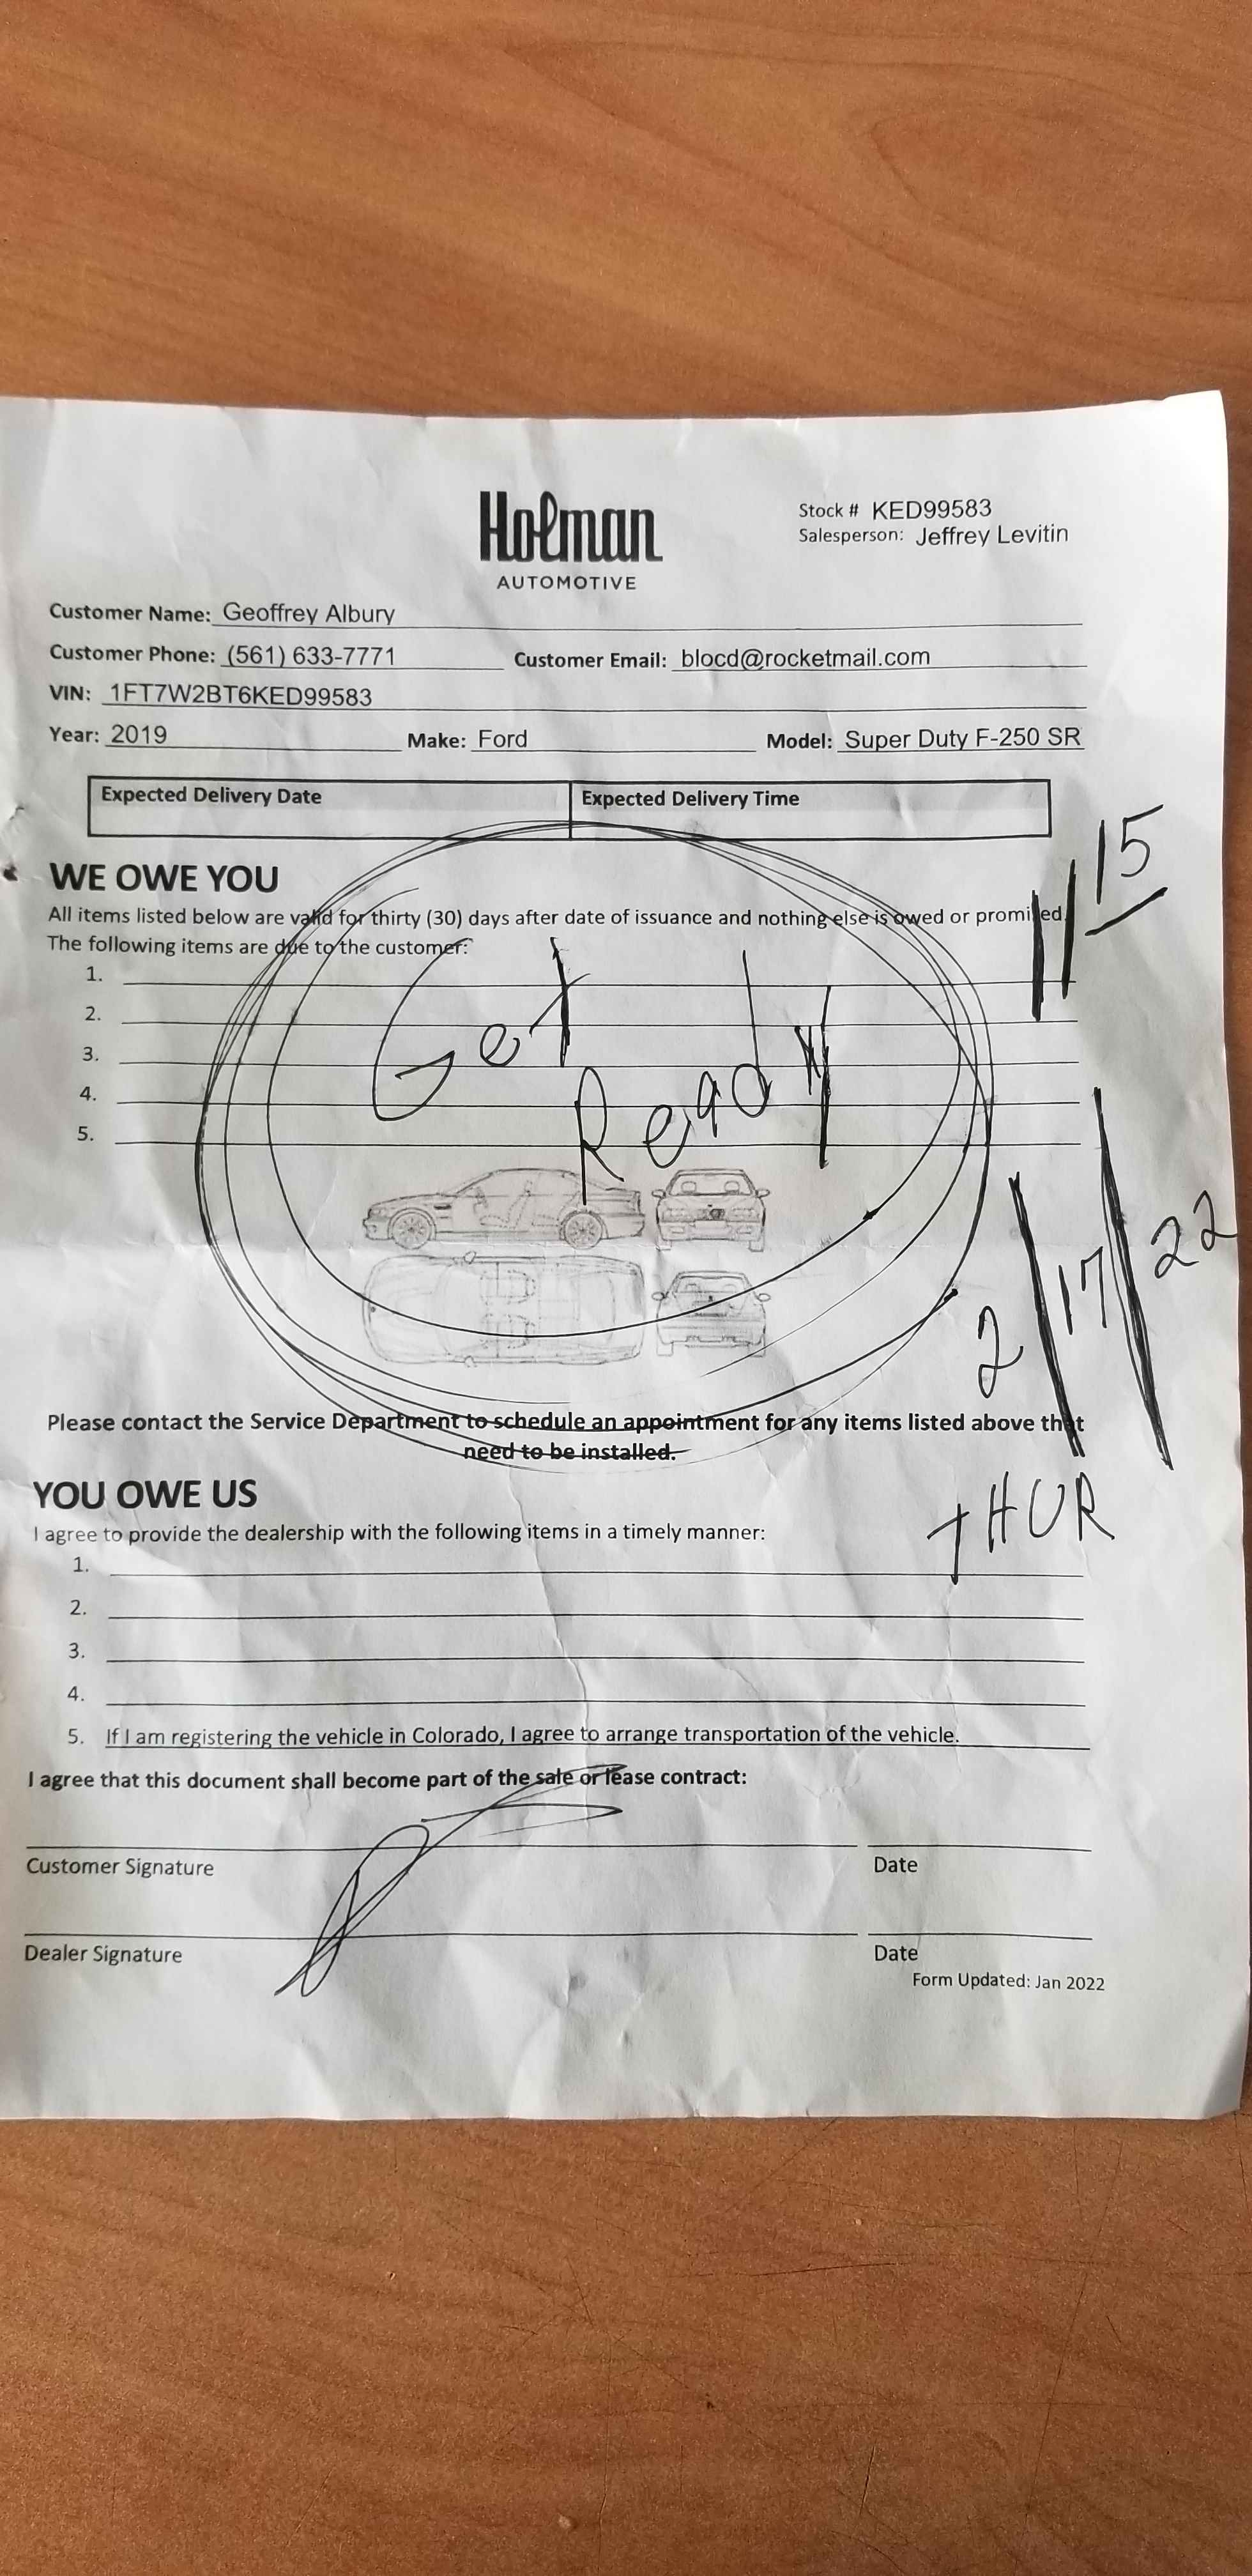 Holman
AUTOMOTIVE
Stock # KED99583
Salesperson: Jeffrey Levitin
Customer Name: Geoffrey Albury
Customer Phone: (561) 633-7771 Customer Email: blocd@rocketmail.com
VIN: 1FT7W2BT6KED99583
Year: 2019 Make: Ford Model: Super Duty F-250 SR
Expected Delivery Date Expected Delivery Time
11 15
WE OWE YOU
All items listed below are valid for thirty (30) days after date of issuance and nothing else is owed or promised.
The following items are due to the customer:
1.
2.
3.
4.
5.
Get
Ready
2/17/22
THUR
Please contact the Service Department to schedule an appointment for any items listed above that
need to be installed.
YOU OWE US
I agree to provide the dealership with the following items in a timely manner:
1.
2.
3.
4.
5. If I am registering the vehicle in Colorado, I agree to arrange transportation of the vehicle.
I agree that this document shall become part of the sale or lease contract:
Customer Signature Date
Dealer Signature Date
Form Updated: Jan 2022